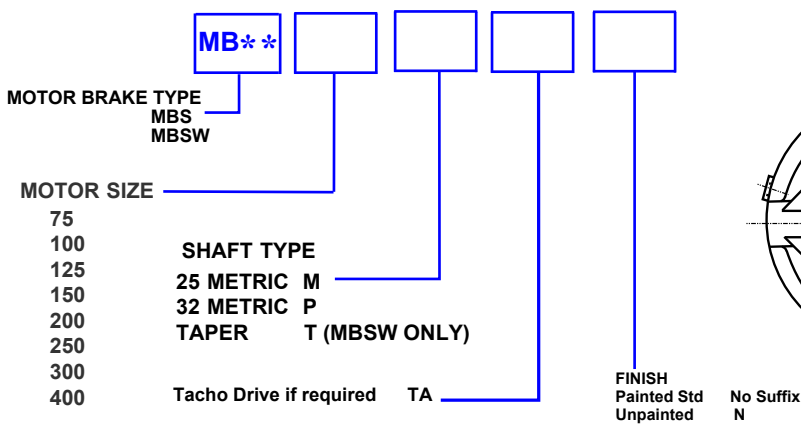 MB**
MOTOR BRAKE TYPE
MBS
MBSW
MOTOR SIZE
75
100
125
150
200
250
300
400
SHAFT TYPE
25 METRIC M
32 METRIC P
TAPER T (MBSW ONLY)
Tacho Drive if required TA
FINISH
Painted Std No Suffix
Unpainted N